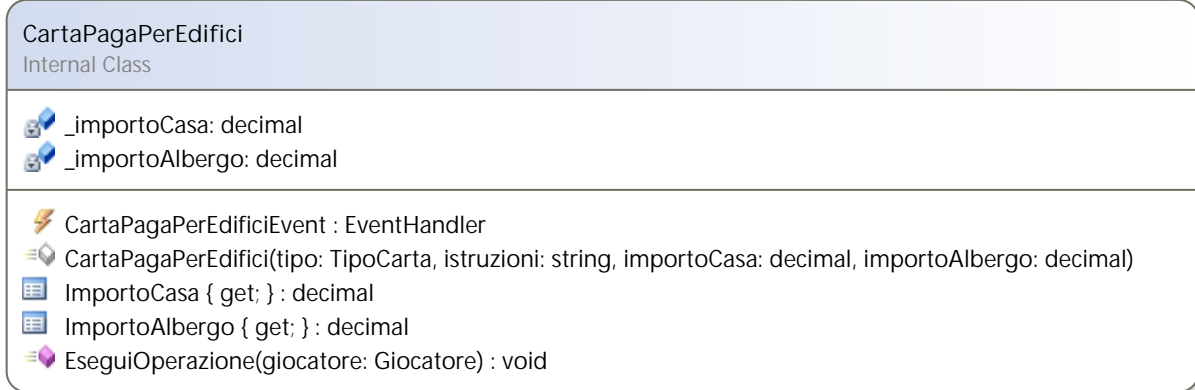 CartaPagaPerEdifici
Internal Class
_importoCasa: decimal
_importoAlbergo: decimal
CartaPagaPerEdificiEvent : EventHandler
CartaPagaPerEdifici(tipo: TipoCarta, istruzioni: string, importoCasa: decimal, importoAlbergo: decimal)
ImportoCasa { get; } : decimal
ImportoAlbergo { get; } : decimal
EseguiOperazione(giocatore: Giocatore) : void